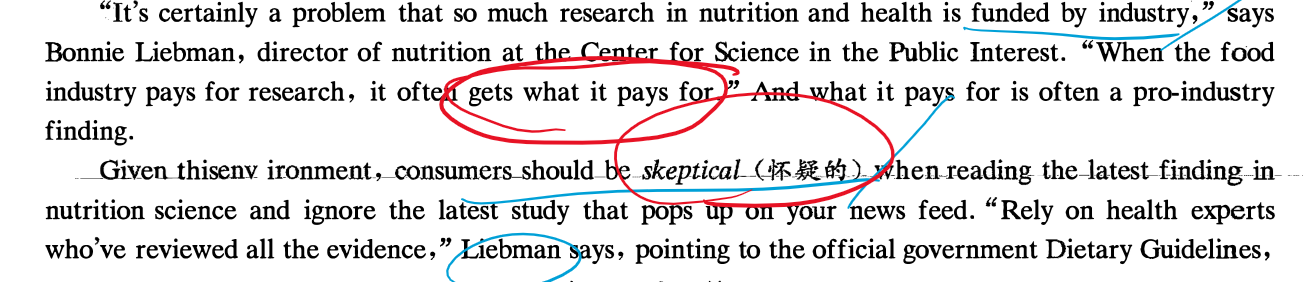 “It’s certainly a problem that so much research in nutrition and health is funded by industry,” says
Bonnie Liebman, director of nutrition at the Center for Science in the Public Interest. “When the food
industry pays for research, it often gets what it pays for.” And what it pays for is often a pro-industry
finding.
Given thisenv ironment, consumers should be skeptical（怀疑的）when reading the latest finding in
nutrition science and ignore the latest study that pops up on your news feed. “Rely on health experts
who’ve reviewed all the evidence,” Liebman says, pointing to the official government Dietary Guidelines,